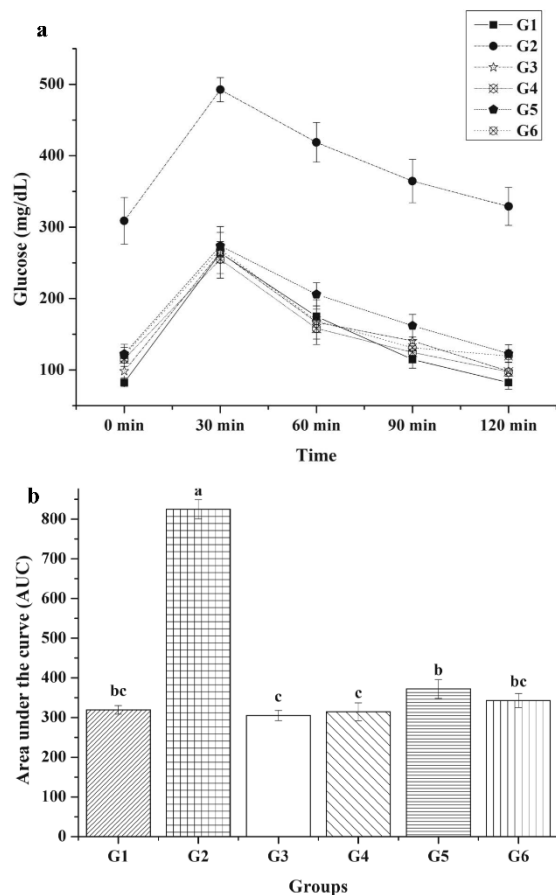 a
G1
G2
G3
G4
G5
G6
500
400
300
200
100
Glucose (mg/dL)
0 min 30 min 60 min 90 min 120 min
Time
b
800
700
600
500
400
300
200
100
0
Area under the curve (AUC)
bc a c c b bc
G1 G2 G3 G4 G5 G6
Groups